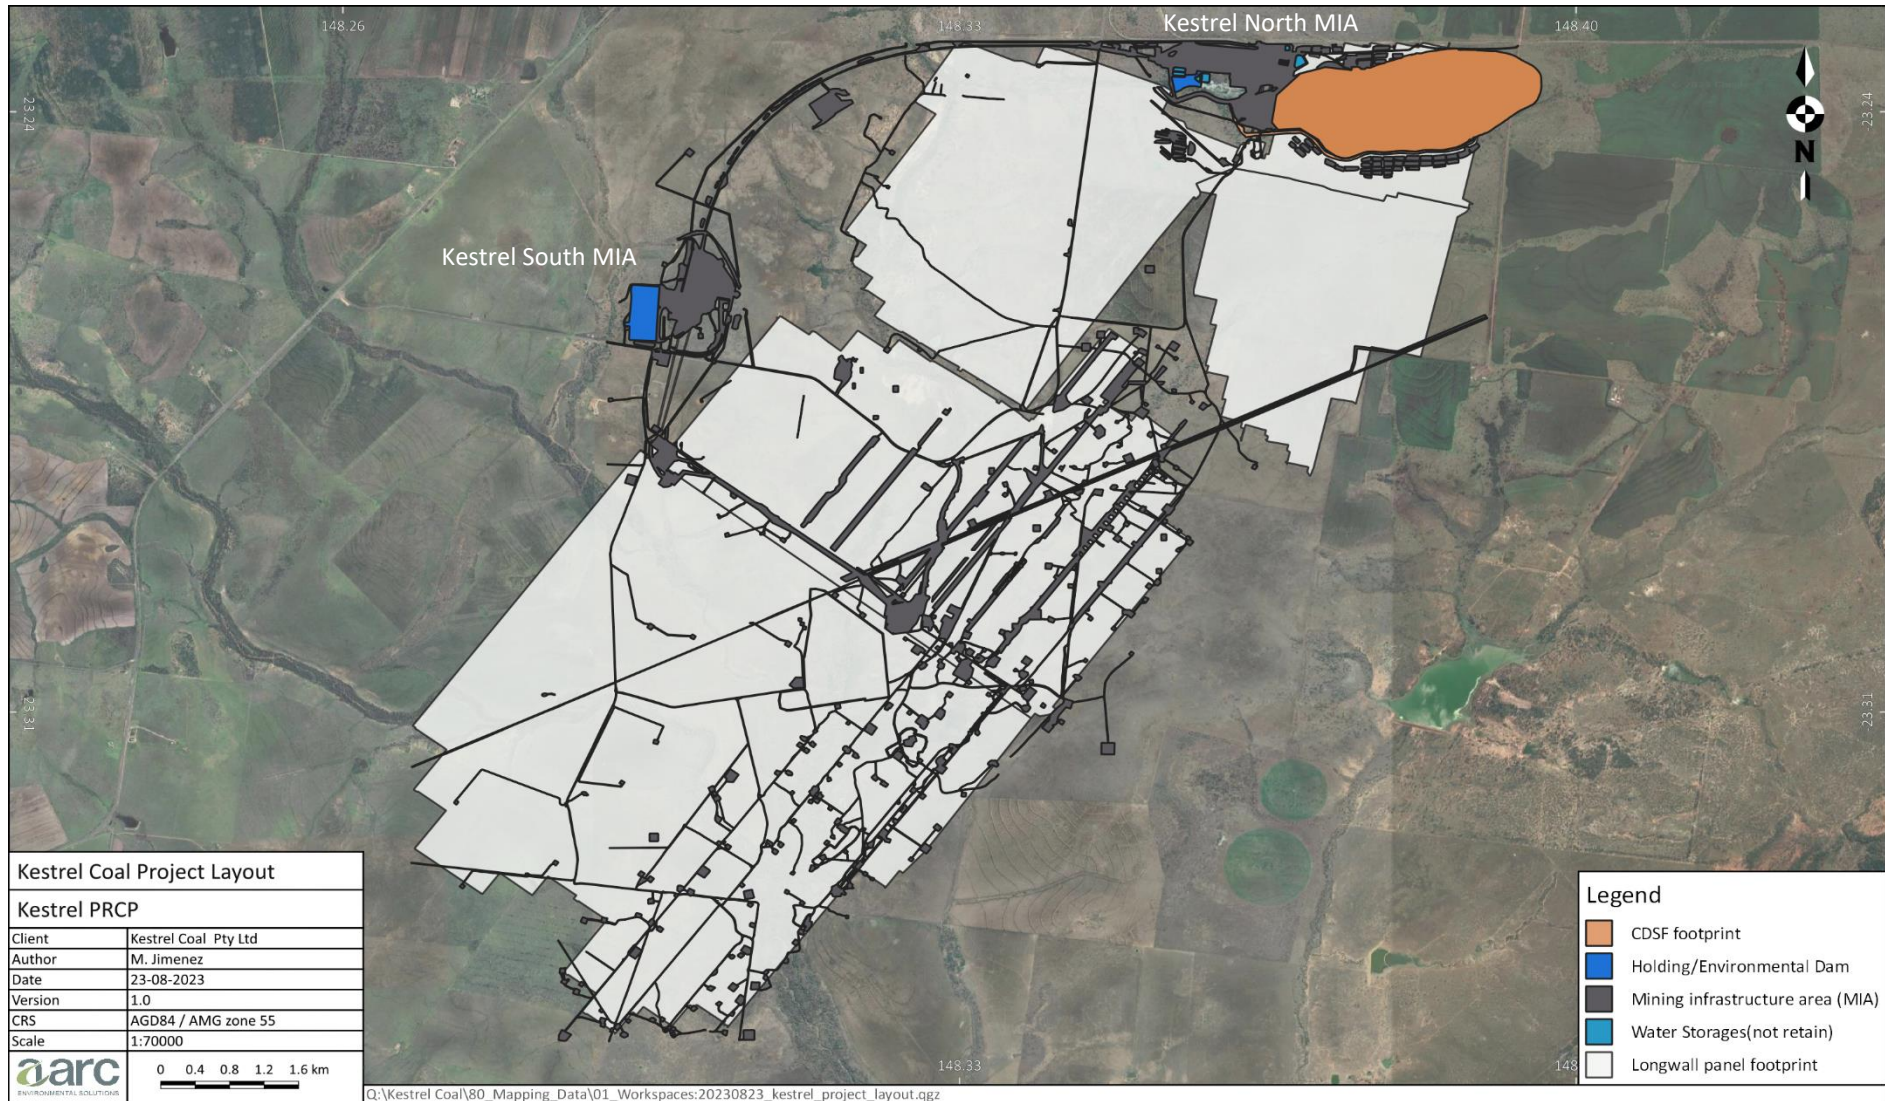 148.26
148.33
Kestrel North MIA
148.40
-23.24
-23.24
N
Kestrel South MIA
-23.31
-23.31
Kestrel Coal Project Layout
Kestrel PRCP
Client Kestrel Coal Pty Ltd
Author M. Jimenez
Date 23-08-2023
Version 1.0
CRS AGD84 / AMG zone 55
Scale 1:70000
aarc
ENVIRONMENTAL SOLUTIONS
0 0.4 0.8 1.2 1.6 km
148.33
148
Legend
CDSF footprint
Holding/Environmental Dam
Mining infrastructure area (MIA)
Water Storages(not retain)
Longwall panel footprint
Q:\Kestrel Coal\80_Mapping_Data\01_Workspaces:20230823_kestrel_project_layout.qgz